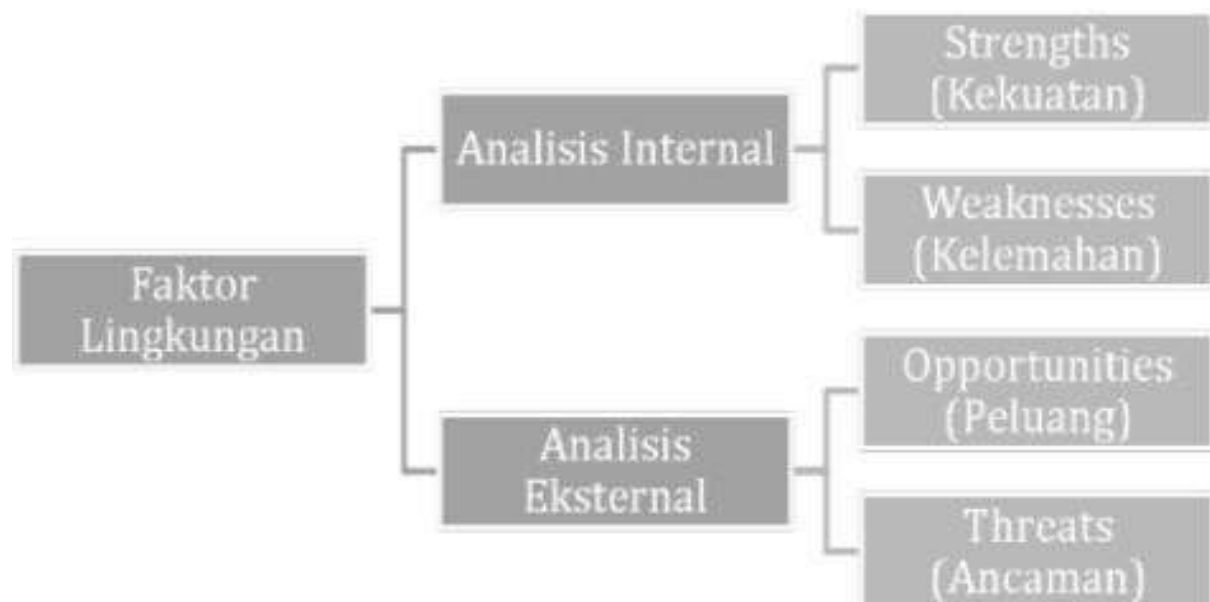 Faktor
Lingkungan
Analisis Internal
Strengths
(Kekuatan)
Weaknesses
(Kelemahan)
Analisis
Eksternal
Opportunities
(Peluang)
Threats
(Ancaman)